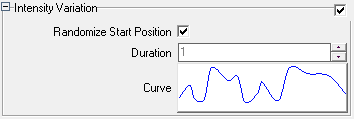 Intensity Variation
Randomize Start Position
Duration 1
Curve